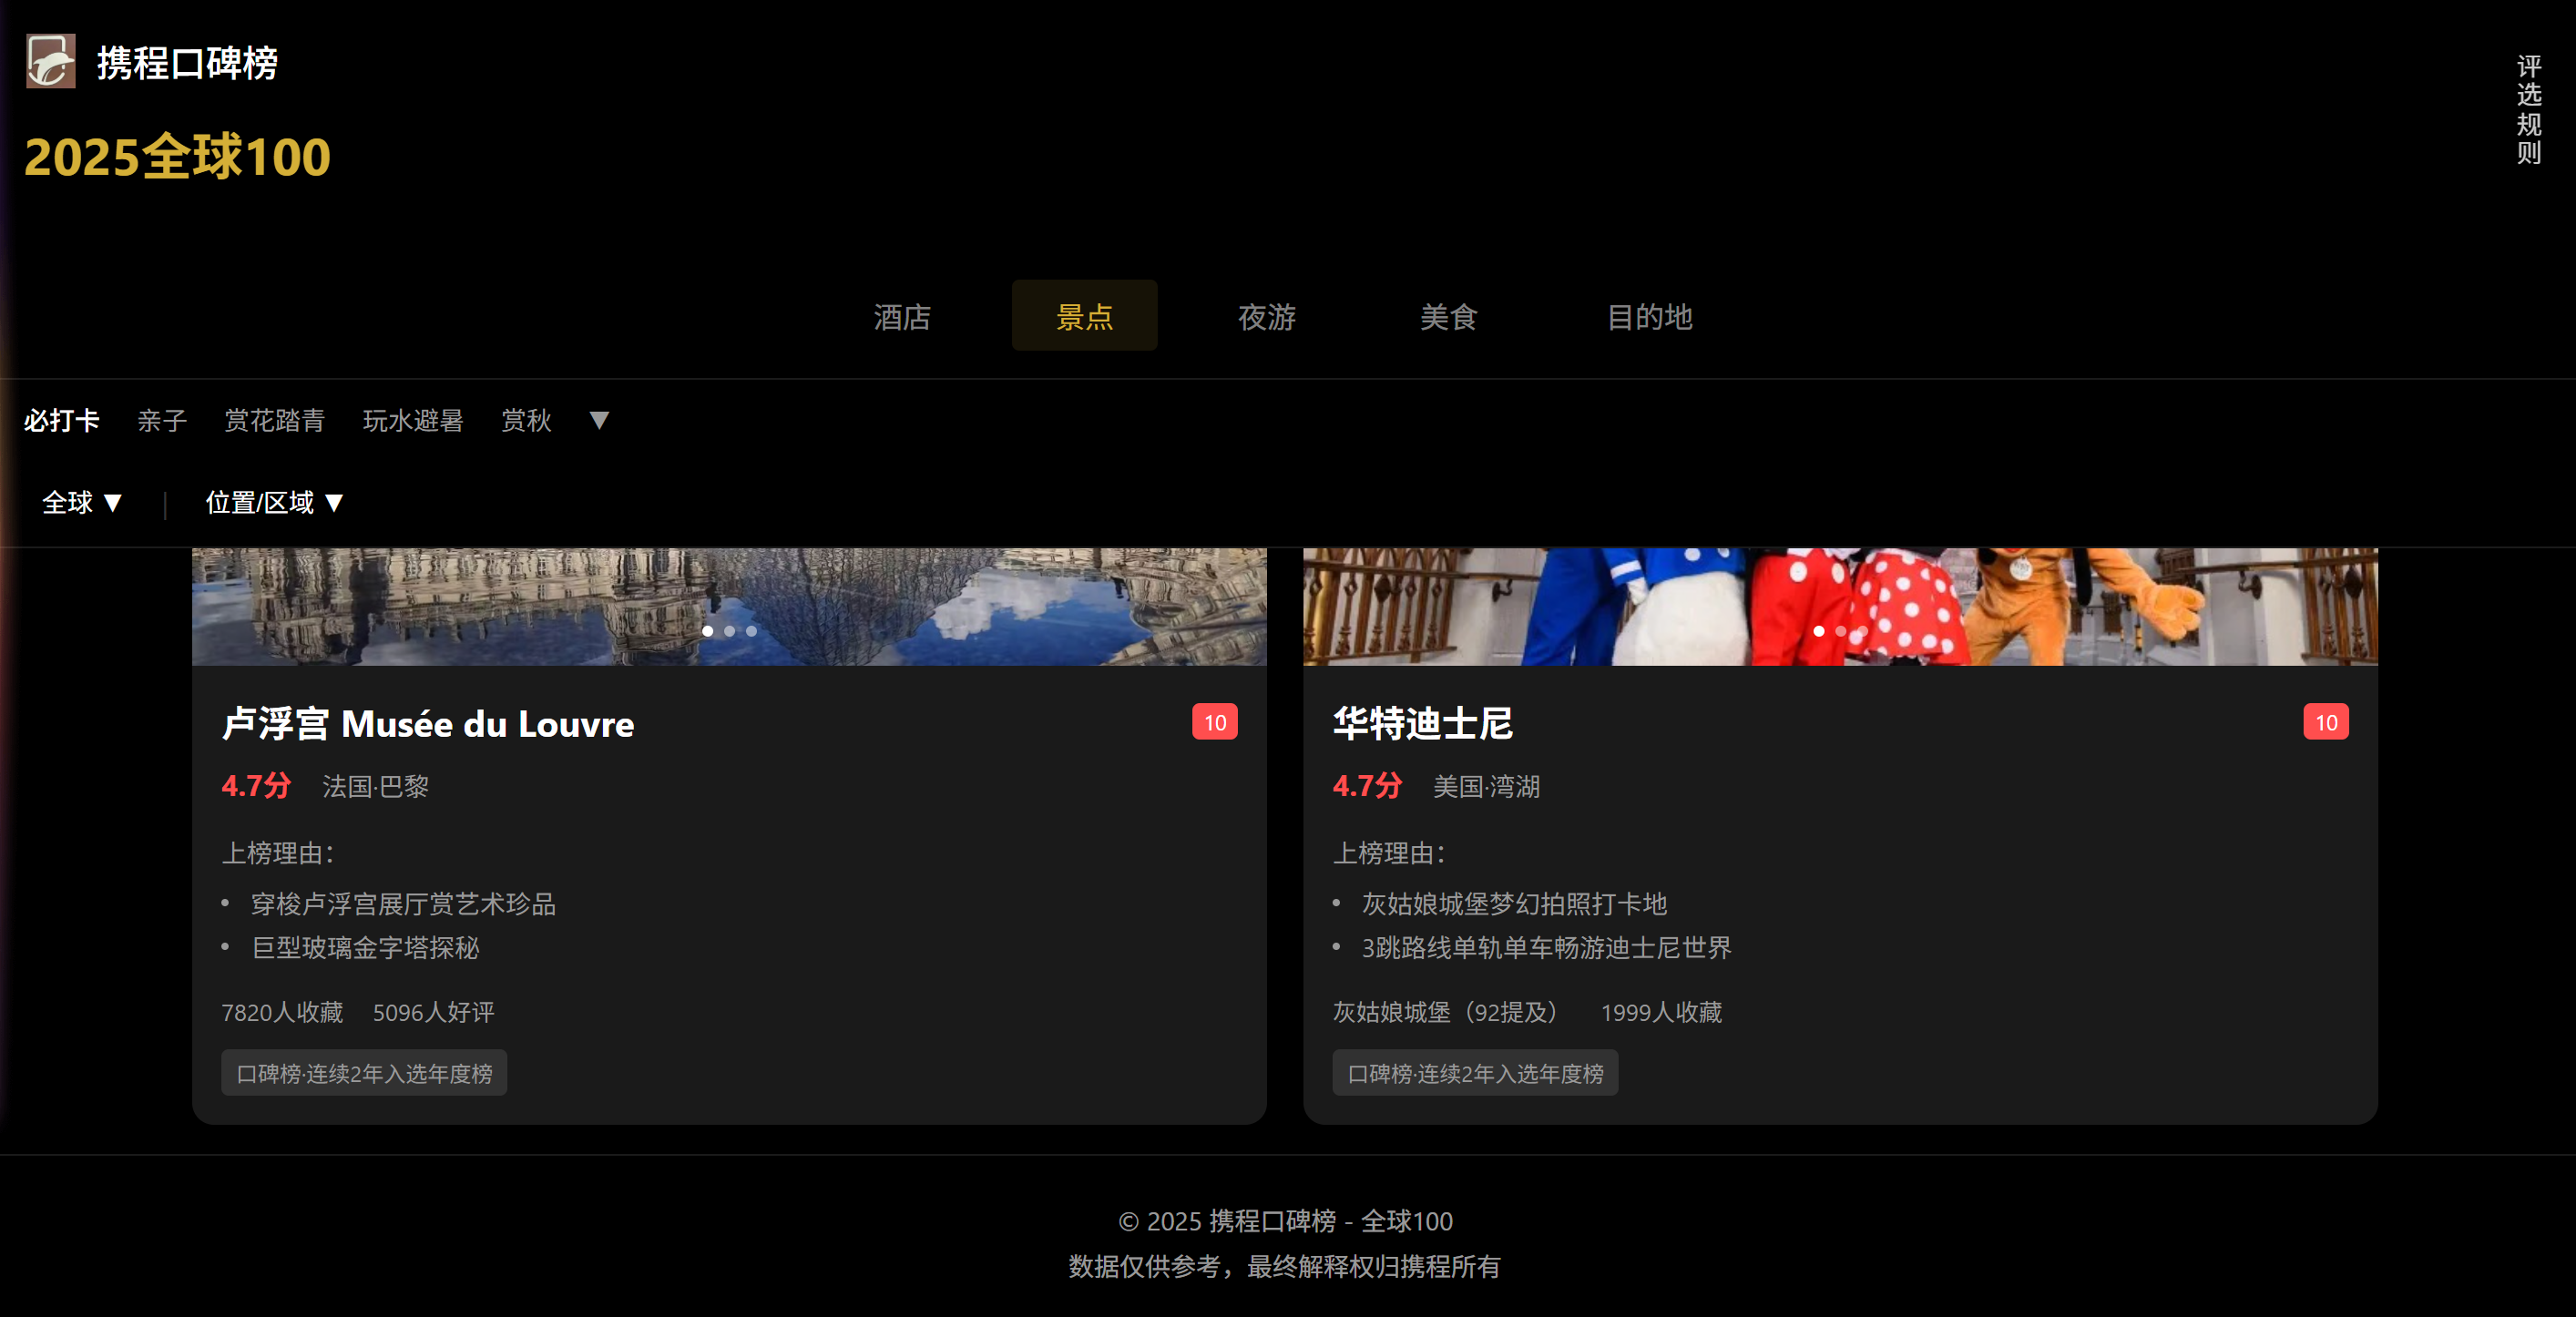 携程口碑榜
评选规则
2025全球100
酒店 景点 夜游 美食 目的地
必打卡 亲子 赏花踏青 玩水避暑 赏秋 ▼
全球 ▼ | 位置/区域 ▼
卢浮宫 Musée du Louvre 10
4.7分 法国·巴黎
上榜理由：
• 穿梭卢浮宫展厅赏艺术珍品
• 巨型玻璃金字塔探秘
7820人收藏 5096人好评
口碑榜·连续2年入选年度榜
华特迪士尼 10
4.7分 美国·湾湖
上榜理由：
• 灰姑娘城堡梦幻拍照打卡地
• 3跳路线单轨单车畅游迪士尼世界
灰姑娘城堡（92提及） 1999人收藏
口碑榜·连续2年入选年度榜
© 2025 携程口碑榜 - 全球100
数据仅供参考，最终解释权归携程所有